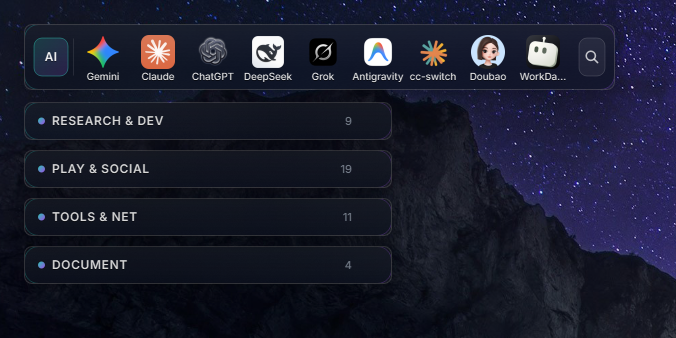 AI
Gemini
Claude
ChatGPT
DeepSeek
Grok
Antigravity
cc-switch
Doubao
WorkDa...
RESEARCH & DEV 9
PLAY & SOCIAL 19
TOOLS & NET 11
DOCUMENT 4